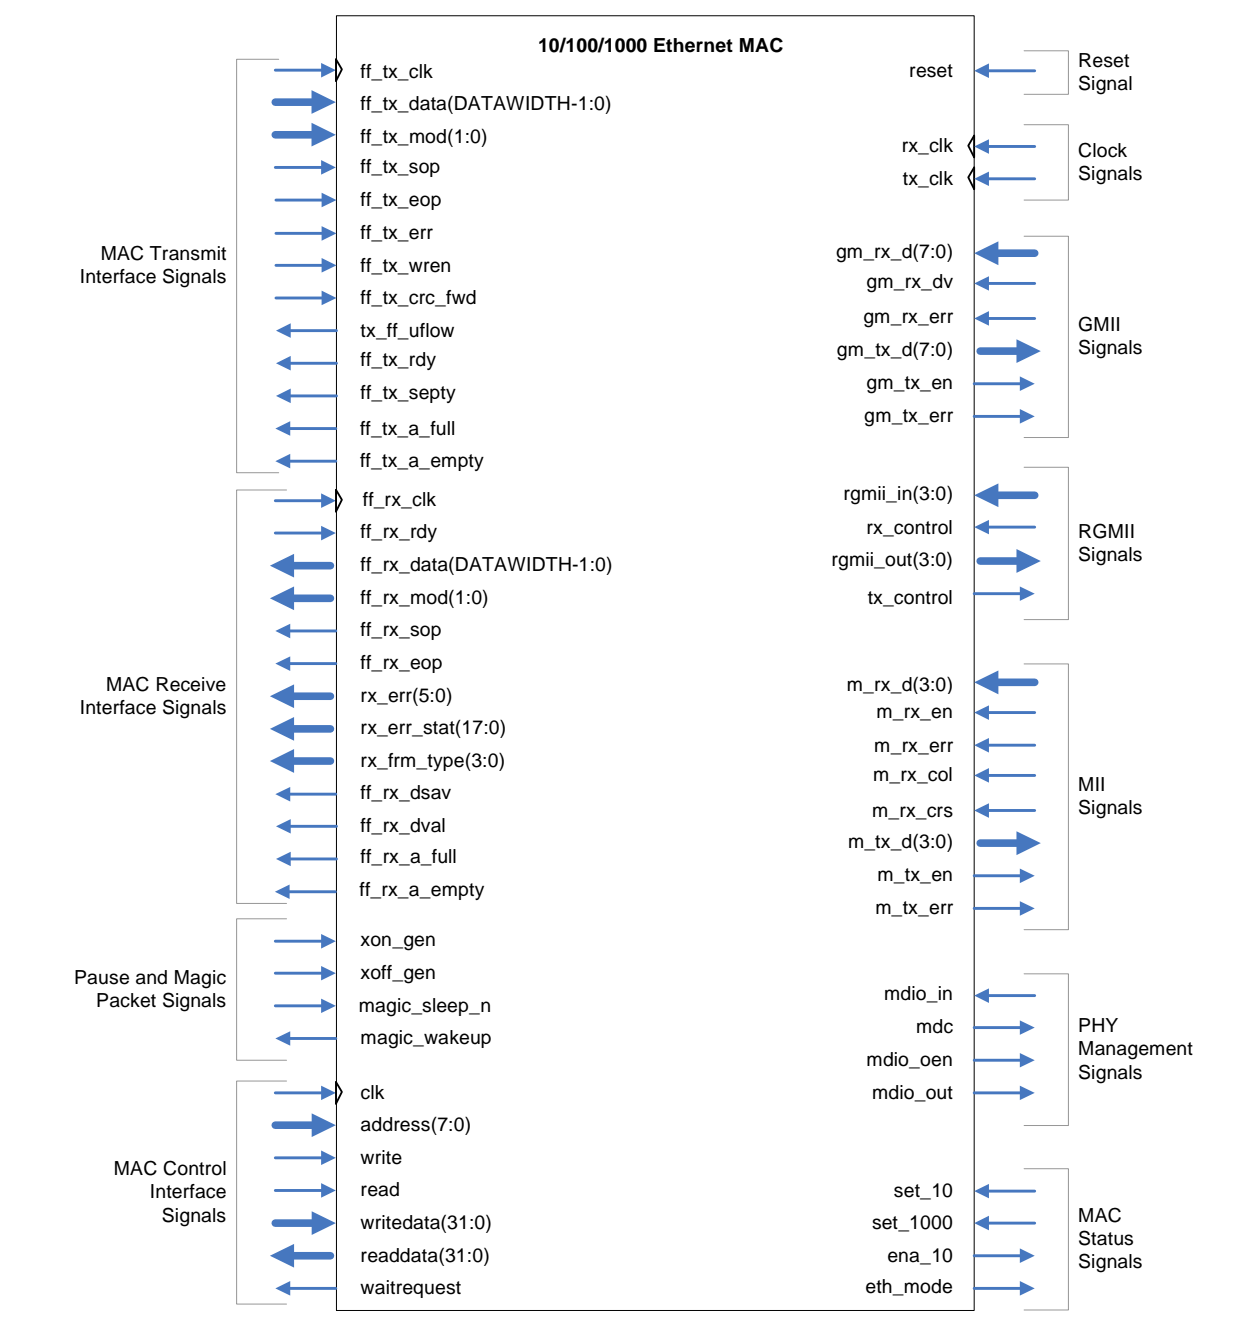 10/100/1000 Ethernet MAC
MAC Transmit
Interface Signals
ff_tx_clk
ff_tx_data(DATAWIDTH-1:0)
ff_tx_mod(1:0)
ff_tx_sop
ff_tx_eop
ff_tx_err
ff_tx_wren
ff_tx_crc_fwd
tx_ff_uflow
ff_tx_rdy
ff_tx_septy
ff_tx_a_full
ff_tx_a_empty
MAC Receive
Interface Signals
ff_rx_clk
ff_rx_rdy
ff_rx_data(DATAWIDTH-1:0)
ff_rx_mod(1:0)
ff_rx_sop
ff_rx_eop
rx_err(5:0)
rx_err_stat(17:0)
rx_frm_type(3:0)
ff_rx_dsav
ff_rx_dval
ff_rx_a_full
ff_rx_a_empty
Pause and Magic
Packet Signals
xon_gen
xoff_gen
magic_sleep_n
magic_wakeup
MAC Control
Interface
Signals
clk
address(7:0)
write
read
writedata(31:0)
readdata(31:0)
waitrequest
reset
Reset
Signal
rx_clk
tx_clk
Clock
Signals
gm_rx_d(7:0)
gm_rx_dv
gm_rx_err
gm_tx_d(7:0)
gm_tx_en
gm_tx_err
GMII
Signals
rgmii_in(3:0)
rx_control
rgmii_out(3:0)
tx_control
RGMII
Signals
m_rx_d(3:0)
m_rx_en
m_rx_err
m_rx_col
m_rx_crs
m_tx_d(3:0)
m_tx_en
m_tx_err
MII
Signals
mdio_in
mdc
mdio_oen
mdio_out
PHY
Management
Signals
set_10
set_1000
ena_10
eth_mode
MAC
Status
Signals